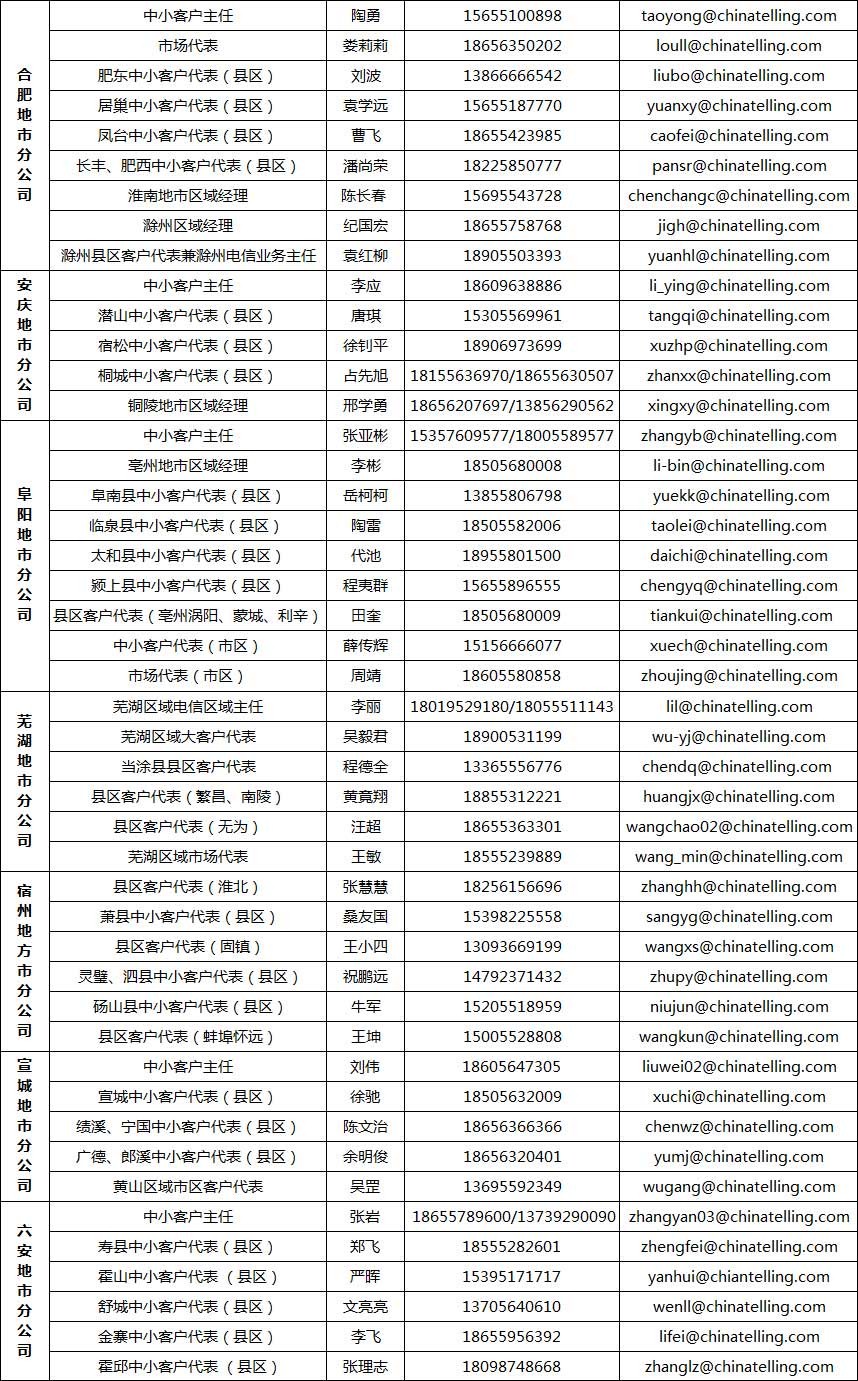 合肥地市分公司
中小客户主任 陶勇 15655100898 taoyong@chinatelling.com
市场代表 娄莉莉 18656350202 loull@chinatelling.com
肥东中小客户代表（县区） 刘波 13866666542 liubo@chinatelling.com
居巢中小客户代表（县区） 袁学远 15655187770 yuanxy@chinatelling.com
凤台中小客户代表（县区） 曹飞 18655423985 caofei@chinatelling.com
长丰、肥西中小客户代表（县区） 潘尚荣 18225850777 pansr@chinatelling.com
淮南地市区域经理 陈长春 15695543728 chenchangc@chinatelling.com
滁州区域经理 纪国宏 18655758768 jigh@chinatelling.com
滁州县区客户代表兼滁州电信业务主任 袁红柳 18905503393 yuanhl@chinatelling.com
安庆地市分公司
中小客户主任 李应 18609638886 li_ying@chinatelling.com
潜山中小客户代表（县区） 唐琪 15305569961 tangqi@chinatelling.com
宿松中小客户代表（县区） 徐钊平 18906973699 xuzhp@chinatelling.com
桐城中小客户代表（县区） 占先旭 18155636970/18655630507 zhanxx@chinatelling.com
铜陵地市区域经理 邢学勇 18656207697/13856290562 xingxy@chinatelling.com
阜阳地市分公司
中小客户主任 张亚彬 15357609577/18005589577 zhangyb@chinatelling.com
亳州地市区域经理 李彬 18505680008 li-bin@chinatelling.com
阜南县中小客户代表（县区） 岳柯柯 13855806798 yuekk@chinatelling.com
临泉县中小客户代表（县区） 陶雷 18505582006 taolei@chinatelling.com
太和县中小客户代表（县区） 代池 18955801500 daichi@chinatelling.com
颍上县中小客户代表（县区） 程夷群 15655896555 chengyq@chinatelling.com
县区客户代表（亳州涡阳、蒙城、利辛） 田奎 18505680009 tiankui@chinatelling.com
中小客户代表（市区） 薛传辉 15156666077 xuech@chinatelling.com
市场代表（市区） 周靖 18605580858 zhoujing@chinatelling.com
芜湖地市分公司
芜湖区域电信区域主任 李丽 18019529180/18055511143 lil@chinatelling.com
芜湖区域大客户代表 吴毅君 18900531199 wu-yj@chinatelling.com
当涂县县区客户代表 程德全 13365556776 chendq@chinatelling.com
县区客户代表（繁昌、南陵） 黄竟翔 18855312221 huangjx@chinatelling.com
县区客户代表（无为） 汪超 18655363301 wangchao02@chinatelling.com
芜湖区域市场代表 王敏 18555239889 wang_min@chinatelling.com
宿州地方市分公司
县区客户代表（淮北） 张慧慧 18256156696 zhanghh@chinatelling.com
萧县中小客户代表（县区） 桑友国 15398225558 sangyg@chinatelling.com
县区客户代表（固镇） 王小四 13093669199 wangxs@chinatelling.com
灵璧、泗县中小客户代表（县区） 祝鹏远 14792371432 zhupy@chinatelling.com
砀山县中小客户代表（县区） 牛军 15205518959 niujun@chinatelling.com
县区客户代表（蚌埠怀远） 王坤 15005528808 wangkun@chinatelling.com
宣城地市分公司
中小客户主任 刘伟 18605647305 liuwei02@chinatelling.com
宣城中小客户代表（县区） 徐驰 18505632009 xuchi@chinatelling.com
绩溪、宁国中小客户代表（县区） 陈文治 18656366366 chenwz@chinatelling.com
广德、郎溪中小客户代表（县区） 余明俊 18656320401 yumj@chinatelling.com
黄山区域市区客户代表 吴罡 13695592349 wugang@chinatelling.com
六安地市分公司
中小客户主任 张岩 18655789600/13739290090 zhangyan03@chinatelling.com
寿县中小客户代表（县区） 郑飞 18555282601 zhengfei@chinatelling.com
霍山中小客户代表 （县区） 严晖 15395171717 yanhui@chiantelling.com
舒城中小客户代表（县区） 文亮亮 13705640610 wenll@chinatelling.com
金寨中小客户代表（县区） 李飞 18655956392 lifei@chinatelling.com
霍邱中小客户代表 （县区） 张理志 18098748668 zhanglz@chinatelling.com